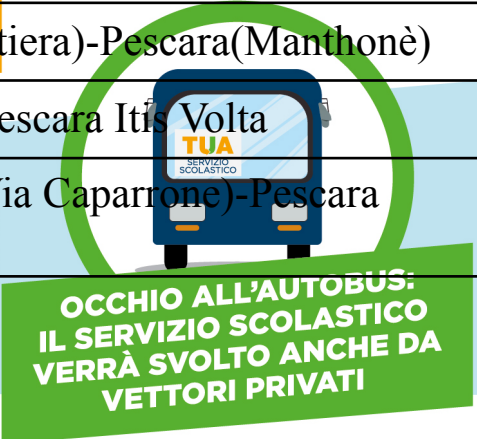 tiera)-Pescara(Manthonè)
escara Itis Volta
TUA
SERVIZIO
SCOLASTICO
ia Caparrone)-Pescara
OCCHIO ALL'AUTOBUS:
IL SERVIZIO SCOLASTICO
VERRÀ SVOLTO ANCHE DA
VETTORI PRIVATI